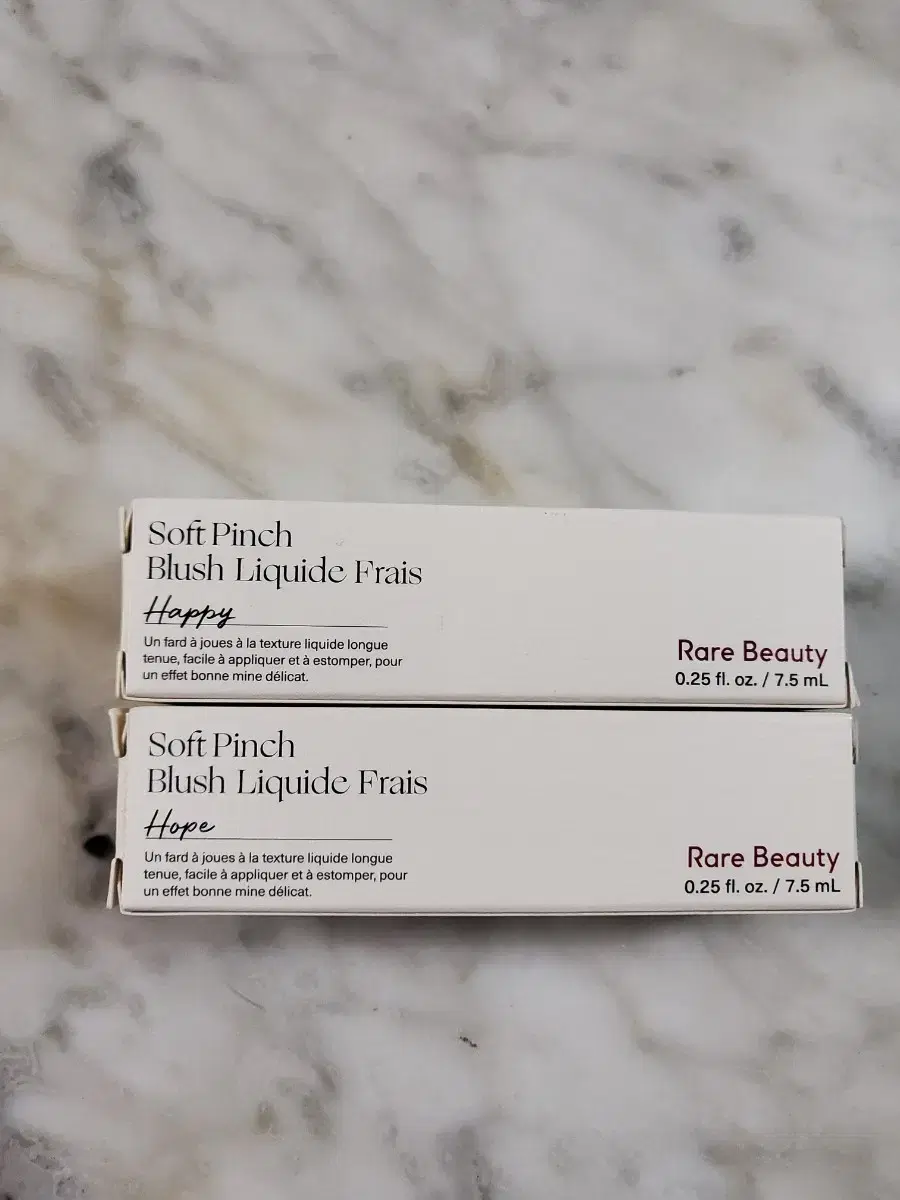 Soft Pinch
Blush Liquide Frais
Happy
Un fard à joues à la texture liquide longue
tenue, facile à appliquer et à estomper, pour
un effet bonne mine délicat.
Rare Beauty
0.25 fl. oz. / 7.5 mL
Soft Pinch
Blush Liquide Frais
Hope
Un fard à joues à la texture liquide longue
tenue, facile à appliquer et à estomper, pour
un effet bonne mine délicat.
Rare Beauty
0.25 fl. oz. / 7.5 mL